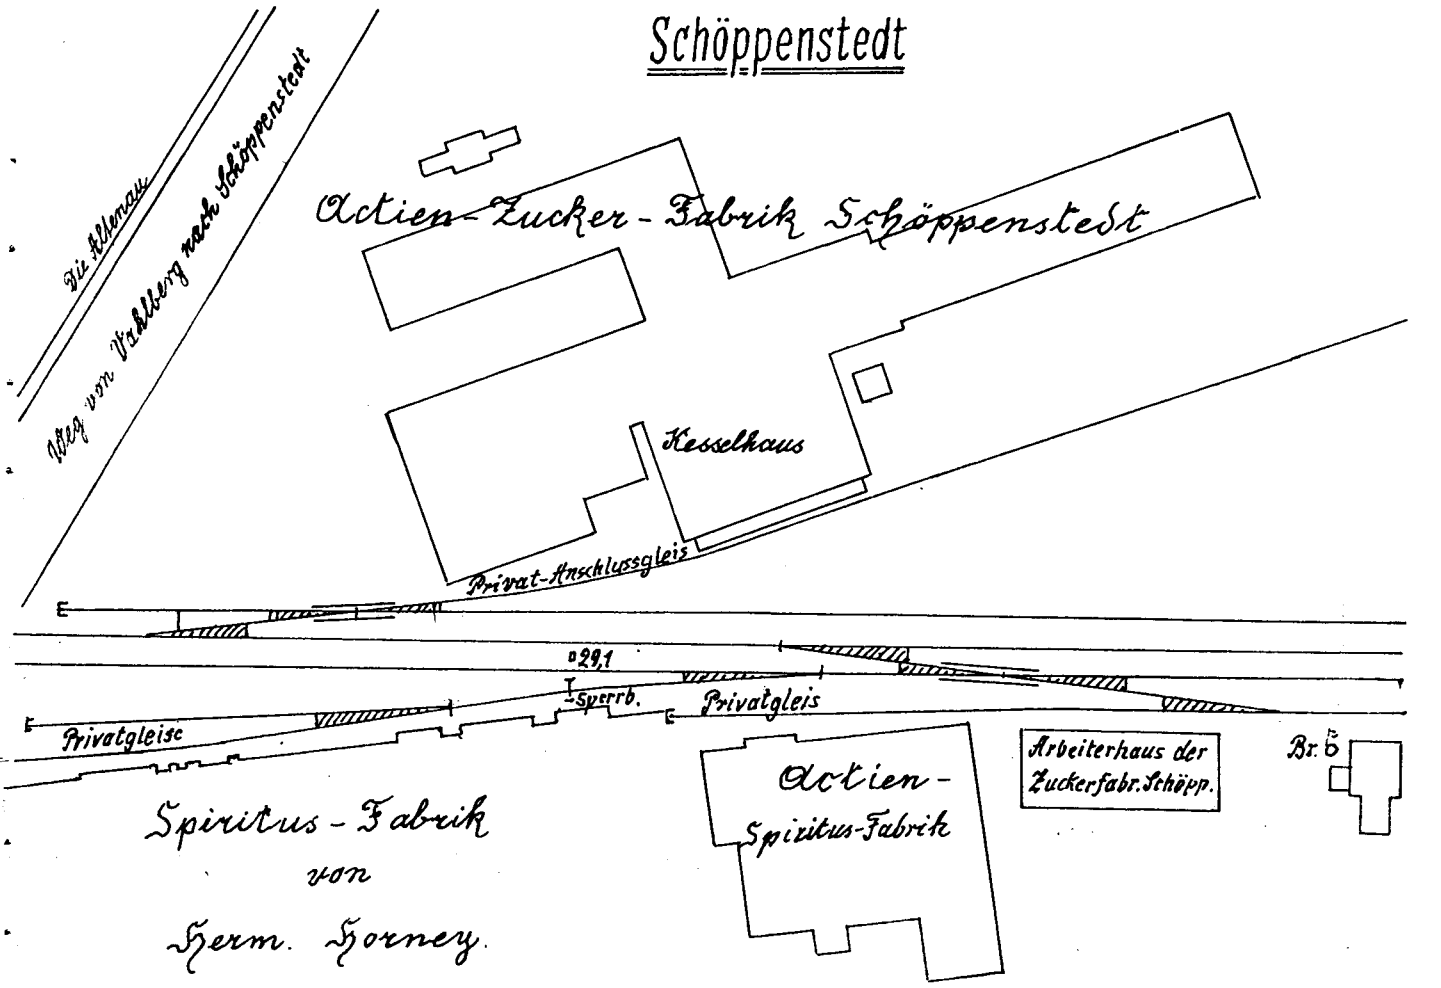 Schöppenstedt
Die Altenau
Weg von Vahlberg nach Schöppenstedt
Actien-Zucker-Fabrik Schöppenstedt
Kesselhaus
Privat-Anschlussgleis
29,1
Sperrb.
Privatgleis
Privatgleise
Arbeiterhaus der
Zuckerfabr. Schöpp.
Br. 6
Actien-
Spiritus-Fabrik
Spiritus-Fabrik
von
Herm. Horney.